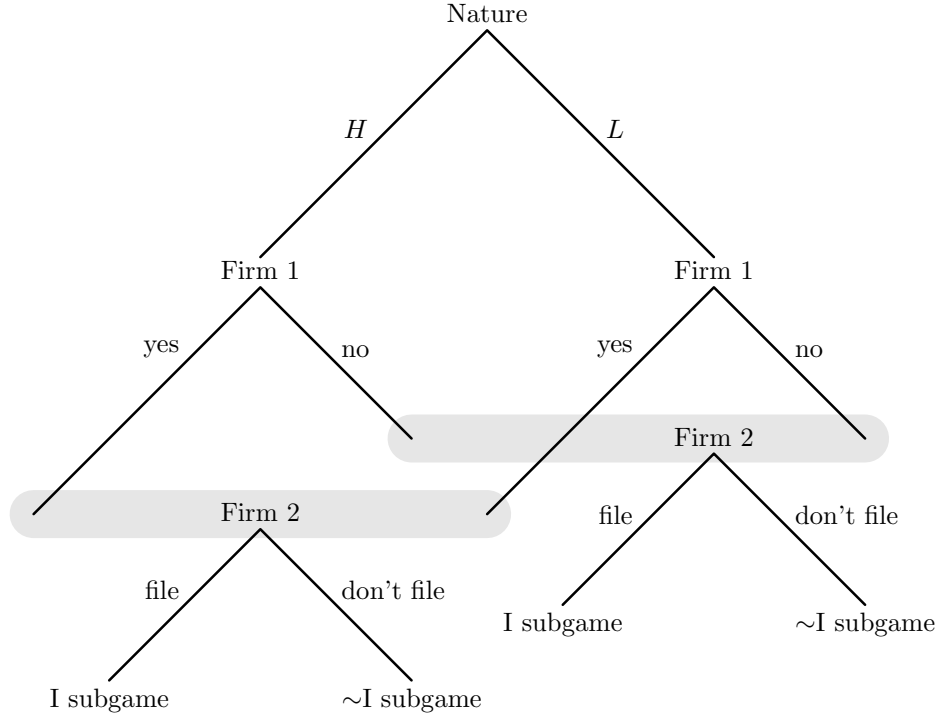 Nature
H
L
Firm 1
Firm 1
yes
no
yes
no
Firm 2
Firm 2
file
don't file
file
don't file
I subgame
~I subgame
I subgame
~I subgame